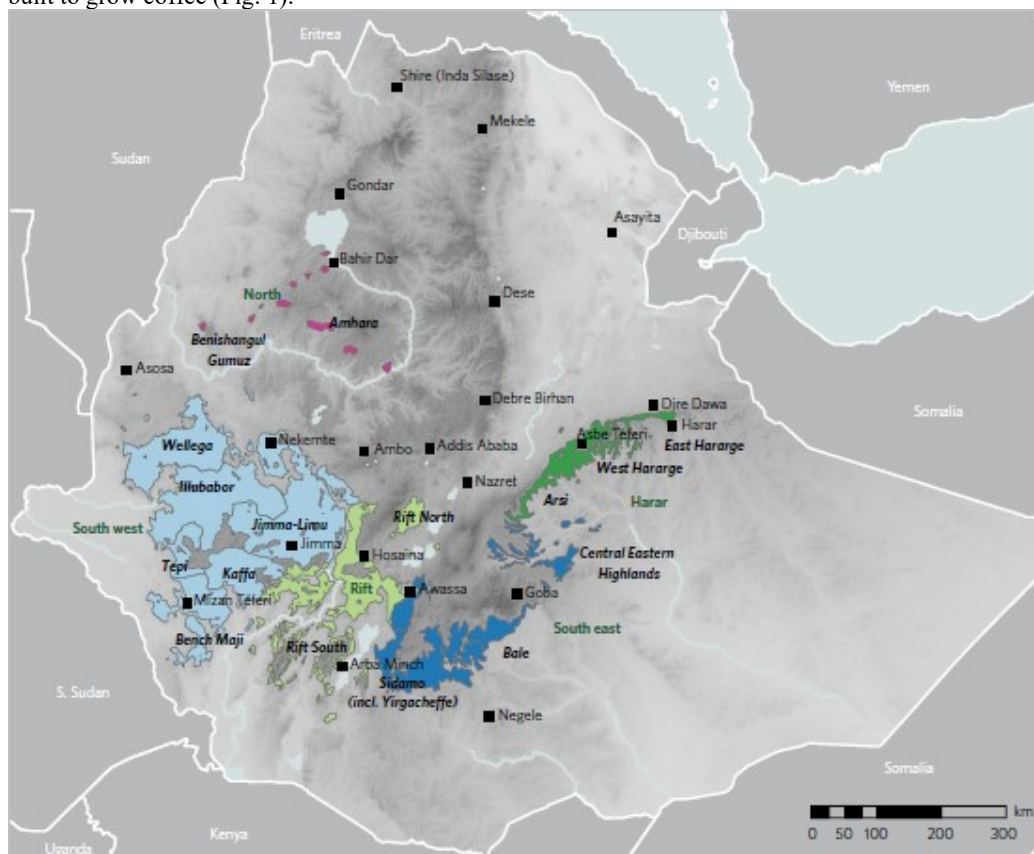 built to grow coffee (Fig. 1).
Eritrea
Shire (Inda Silase)
Yemen
Mekele
Sudan
Gondar
Asayita
Djibouti
Bahir Dar
North
Dese
Amhara
Benishangul
Gumuz
Asosa
Debre Birhan
Dire Dawa
Harar
Somalia
Nekemte
Ambo
Addis Ababa
Asbe Teferi
East Hararge
Wellega
West Hararge
Nazret
Illubabor
Arsi
Harar
Rift North
South west
Jimma-Limu
Jimma
Hosaina
Central Eastern
Highlands
Tepi
Kaffa
Rift
Awassa
Goba
Mizan Teferi
South east
Bench Maji
Rift South
Bale
Arba Minch
Sidamo
(incl. Yirgacheffe)
S. Sudan
Negele
Somalia
Kenya
Uganda
km
0 50 100 200 300